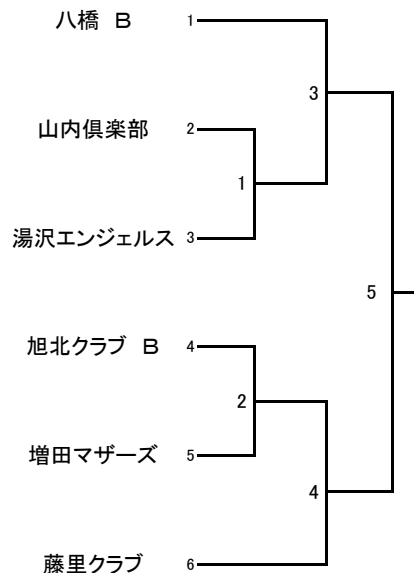 八橋 B 1
3
山内倶楽部 2
1
湯沢エンジェルス 3
5
旭北クラブ B 4
2
増田マザーズ 5
4
藤里クラブ 6